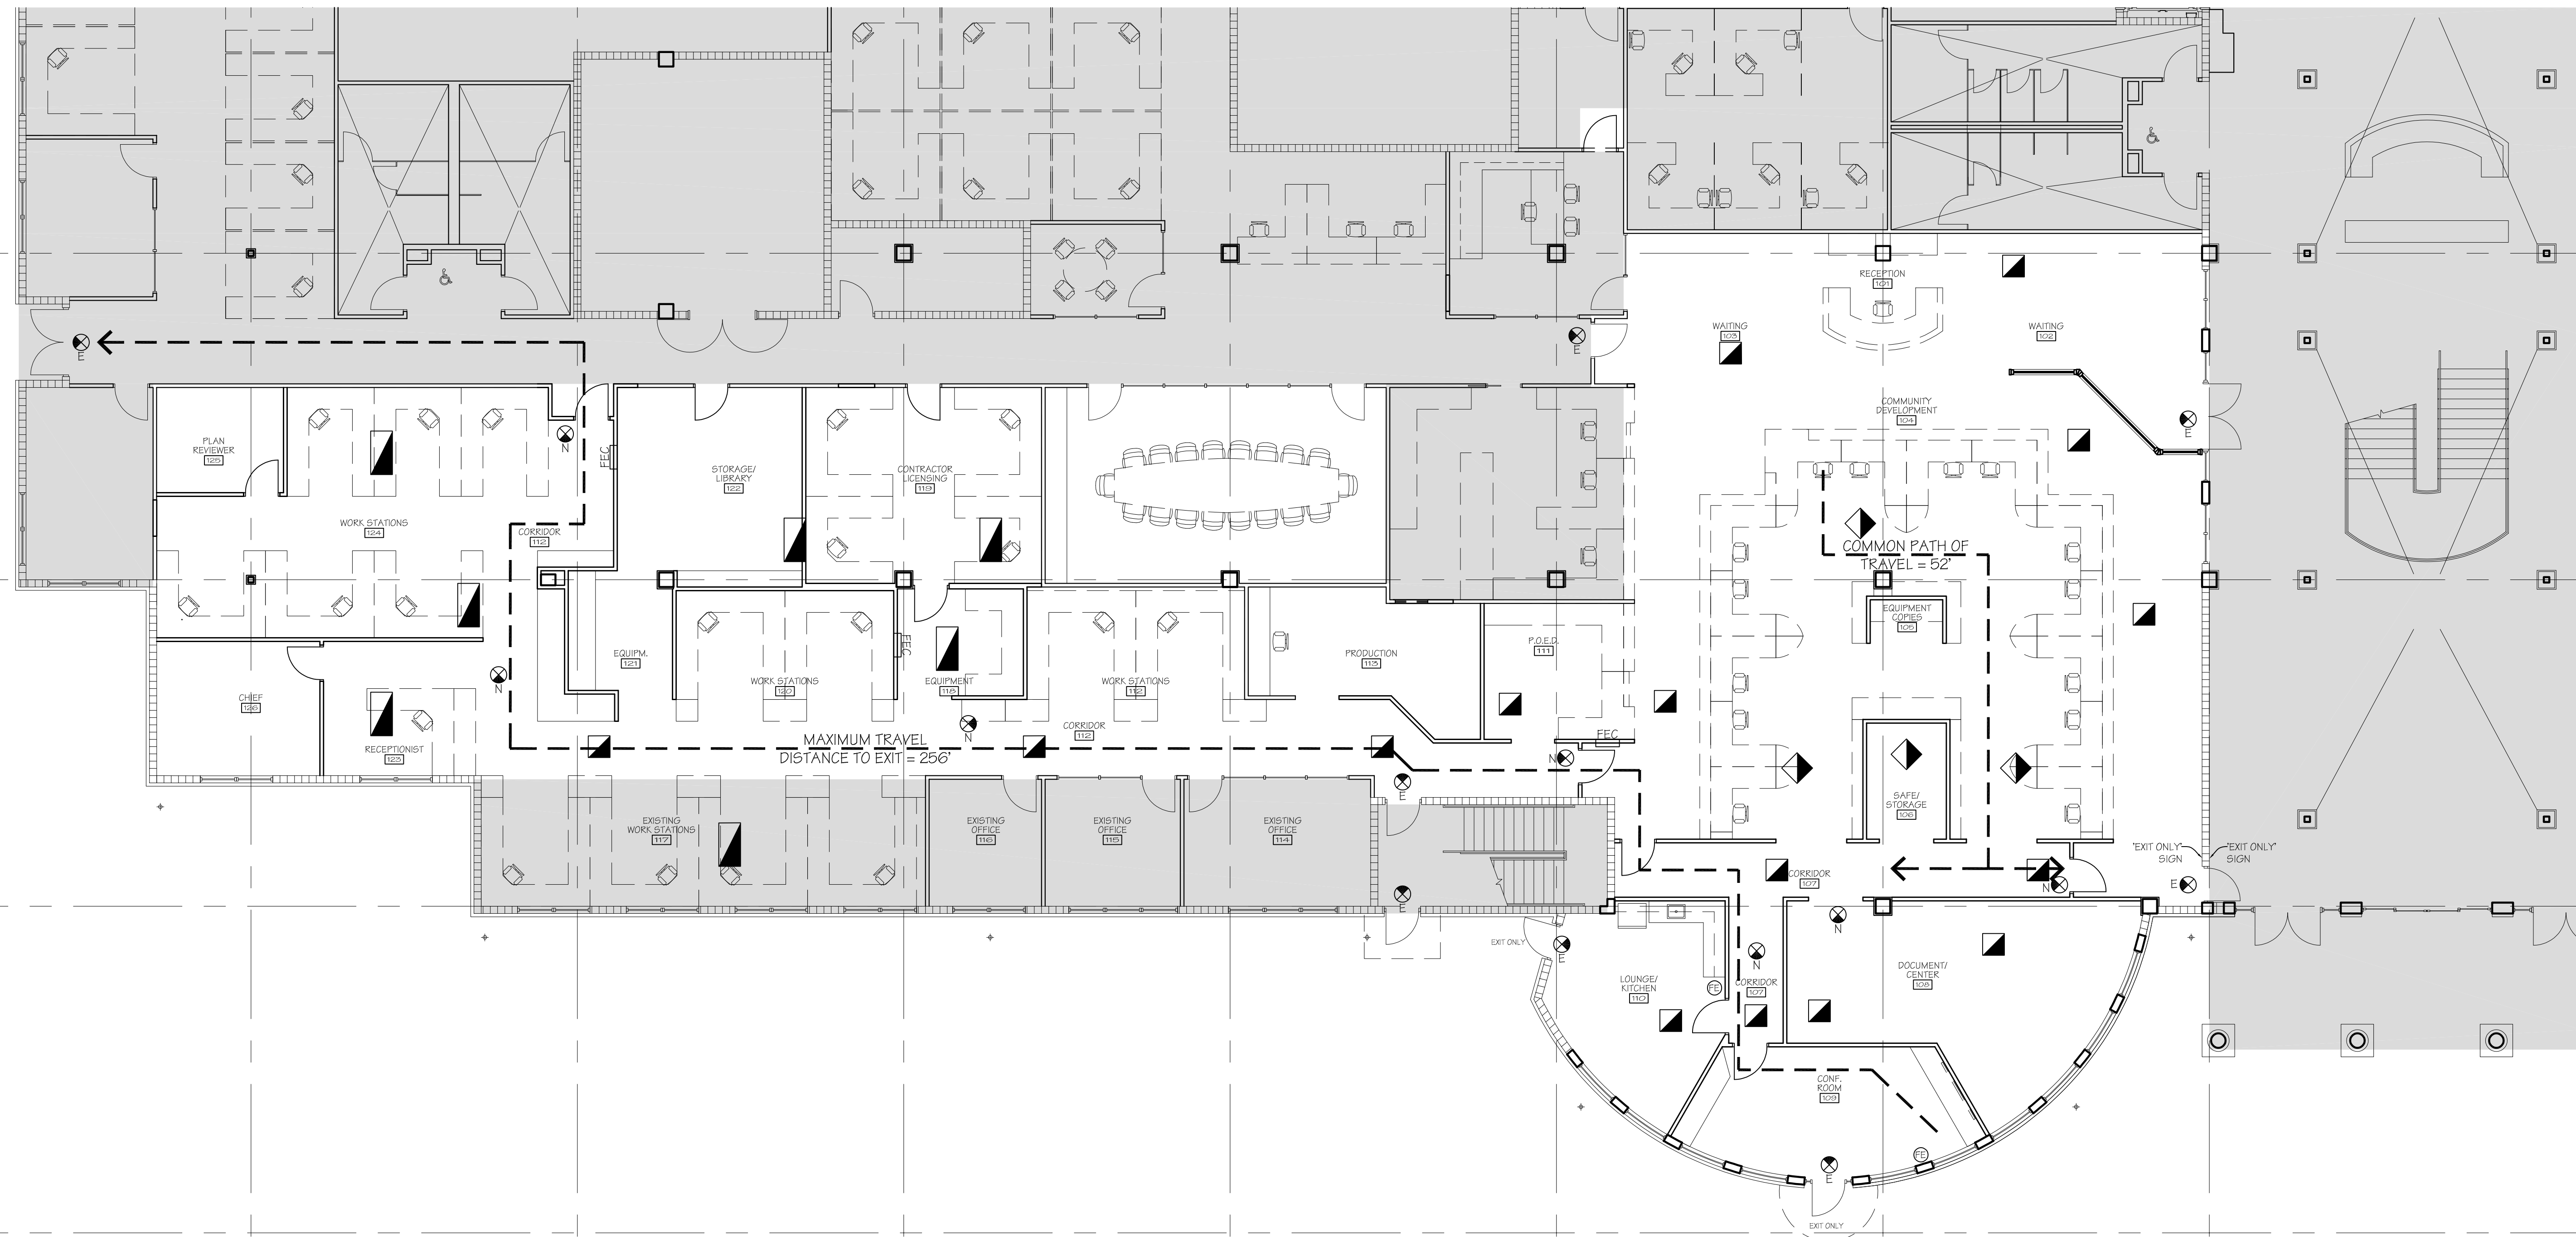 RECEPTION
101
WAITING
103
WAITING
102
E
E
COMMUNITY
DEVELOPMENT
104
E
N
FEC
PLAN
REVIEWER
125
STORAGE/
LIBRARY
122
CONTRACTOR
LICENSING
119
WORK STATIONS
124
CORRIDOR
112
COMMON PATH OF
TRAVEL = 52'
EQUIPMENT
COPIES
105
FEC
EQUIPM.
121
WORK STATIONS
120
EQUIPMENT
118
WORK STATIONS
112
PRODUCTION
113
P.O.E.D.
111
N
CHIEF
126
RECEPTIONIST
123
N
CORRIDOR
112
MAXIMUM TRAVEL
DISTANCE TO EXIT = 256'
FEC
N
E
SAFE/
STORAGE
106
EXISTING
WORK STATIONS
117
EXISTING
OFFICE
116
EXISTING
OFFICE
115
EXISTING
OFFICE
114
"EXIT ONLY"
SIGN
"EXIT ONLY"
SIGN
CORRIDOR
107
N
E
E
N
EXIT ONLY
E
N
LOUNGE/
KITCHEN
110
FE
CORRIDOR
107
DOCUMENT/
CENTER
108
CONF.
ROOM
109
FE
E
EXIT ONLY